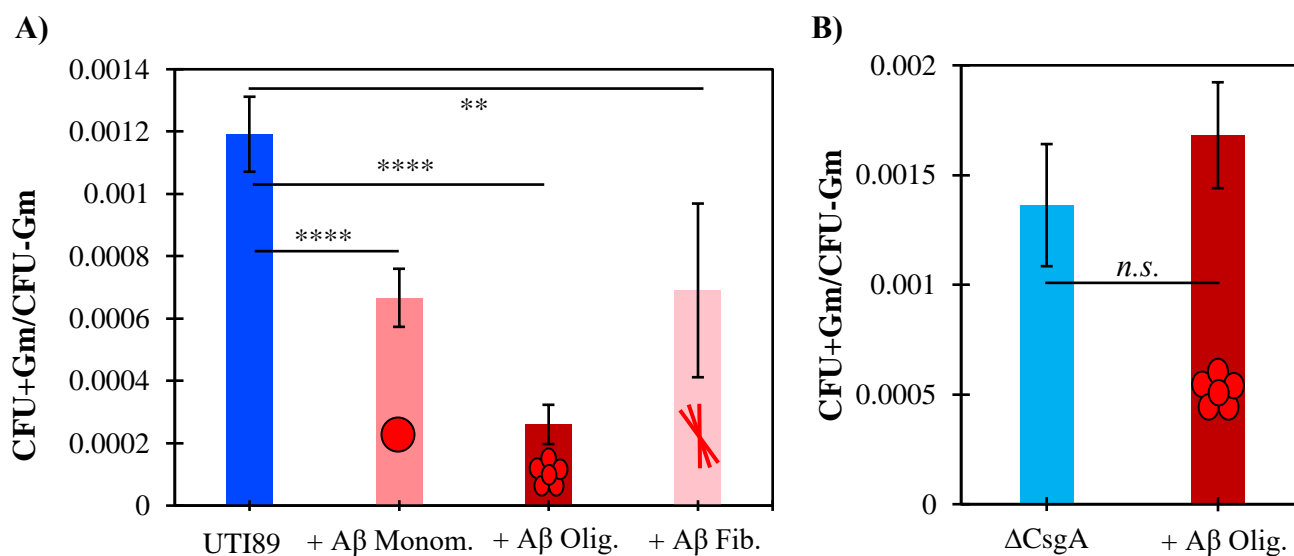 A)
CFU+Gm/CFU-Gm
0.0014
0.0012
0.001
0.0008
0.0006
0.0004
0.0002
0
**
****
****
UTI89
+ Aβ Monom.
+ Aβ Olig.
+ Aβ Fib.
B)
CFU+Gm/CFU-Gm
0.002
0.0015
0.001
0.0005
0
n.s.
ΔCsgA
+ Aβ Olig.